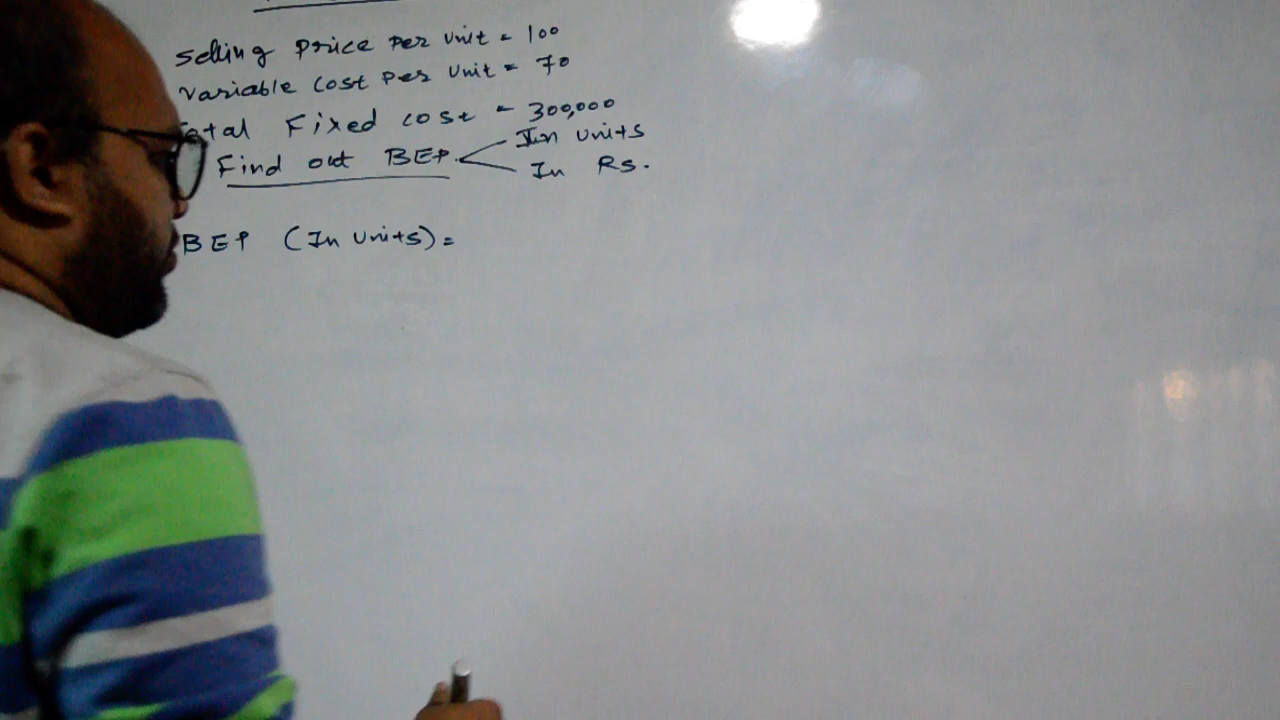 Selling Price Per Unit = 100
Variable Cost Per Unit = 70
Total Fixed Cost = 300,000
Find out BEP In Units
In Rs.
BEP (In Units) =